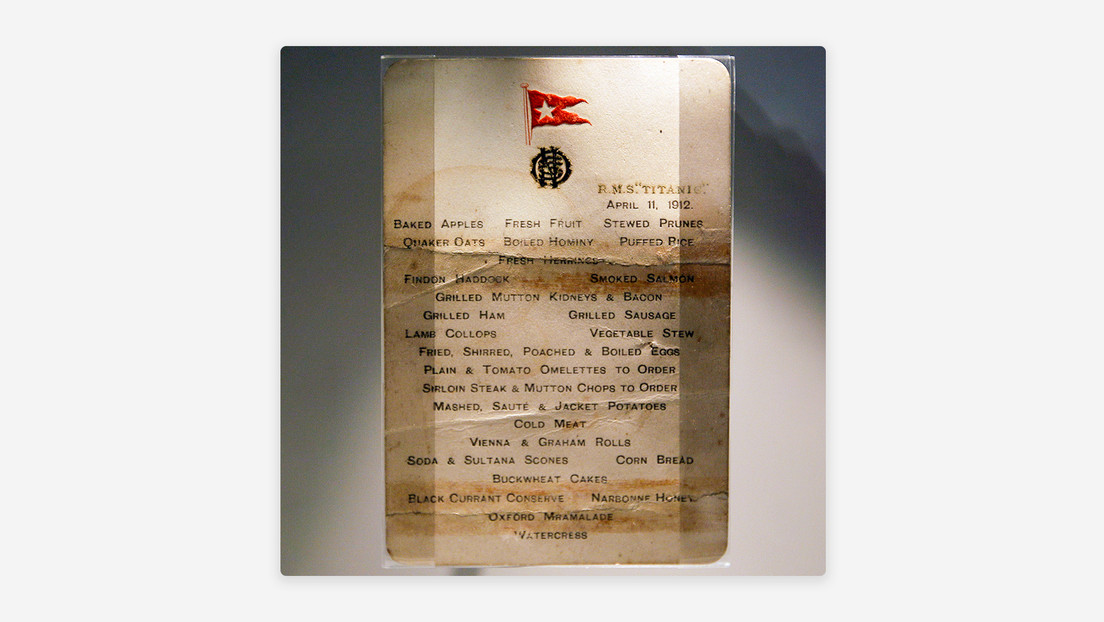 R.M.S. "TITANIC."
APRIL 11, 1912.
BAKED APPLES FRESH FRUIT STEWED PRUNES
QUAKER OATS BOILED HOMINY PUFFED RICE
FRESH HERRINGS
FINDON HADDOCK SMOKED SALMON
GRILLED MUTTON KIDNEYS & BACON
GRILLED HAM GRILLED SAUSAGE
LAMB COLLOPS VEGETABLE STEW
FRIED, SHIRRED, POACHED & BOILED EGGS
PLAIN & TOMATO OMELETTES TO ORDER
SIRLOIN STEAK & MUTTON CHOPS TO ORDER
MASHED, SAUTÉ & JACKET POTATOES
COLD MEAT
VIENNA & GRAHAM ROLLS
SODA & SULTANA SCONES CORN BREAD
BUCKWHEAT CAKES
BLACK CURRANT CONSERVE NARBONNE HONEY
OXFORD MRAMALADE
WATERCRESS